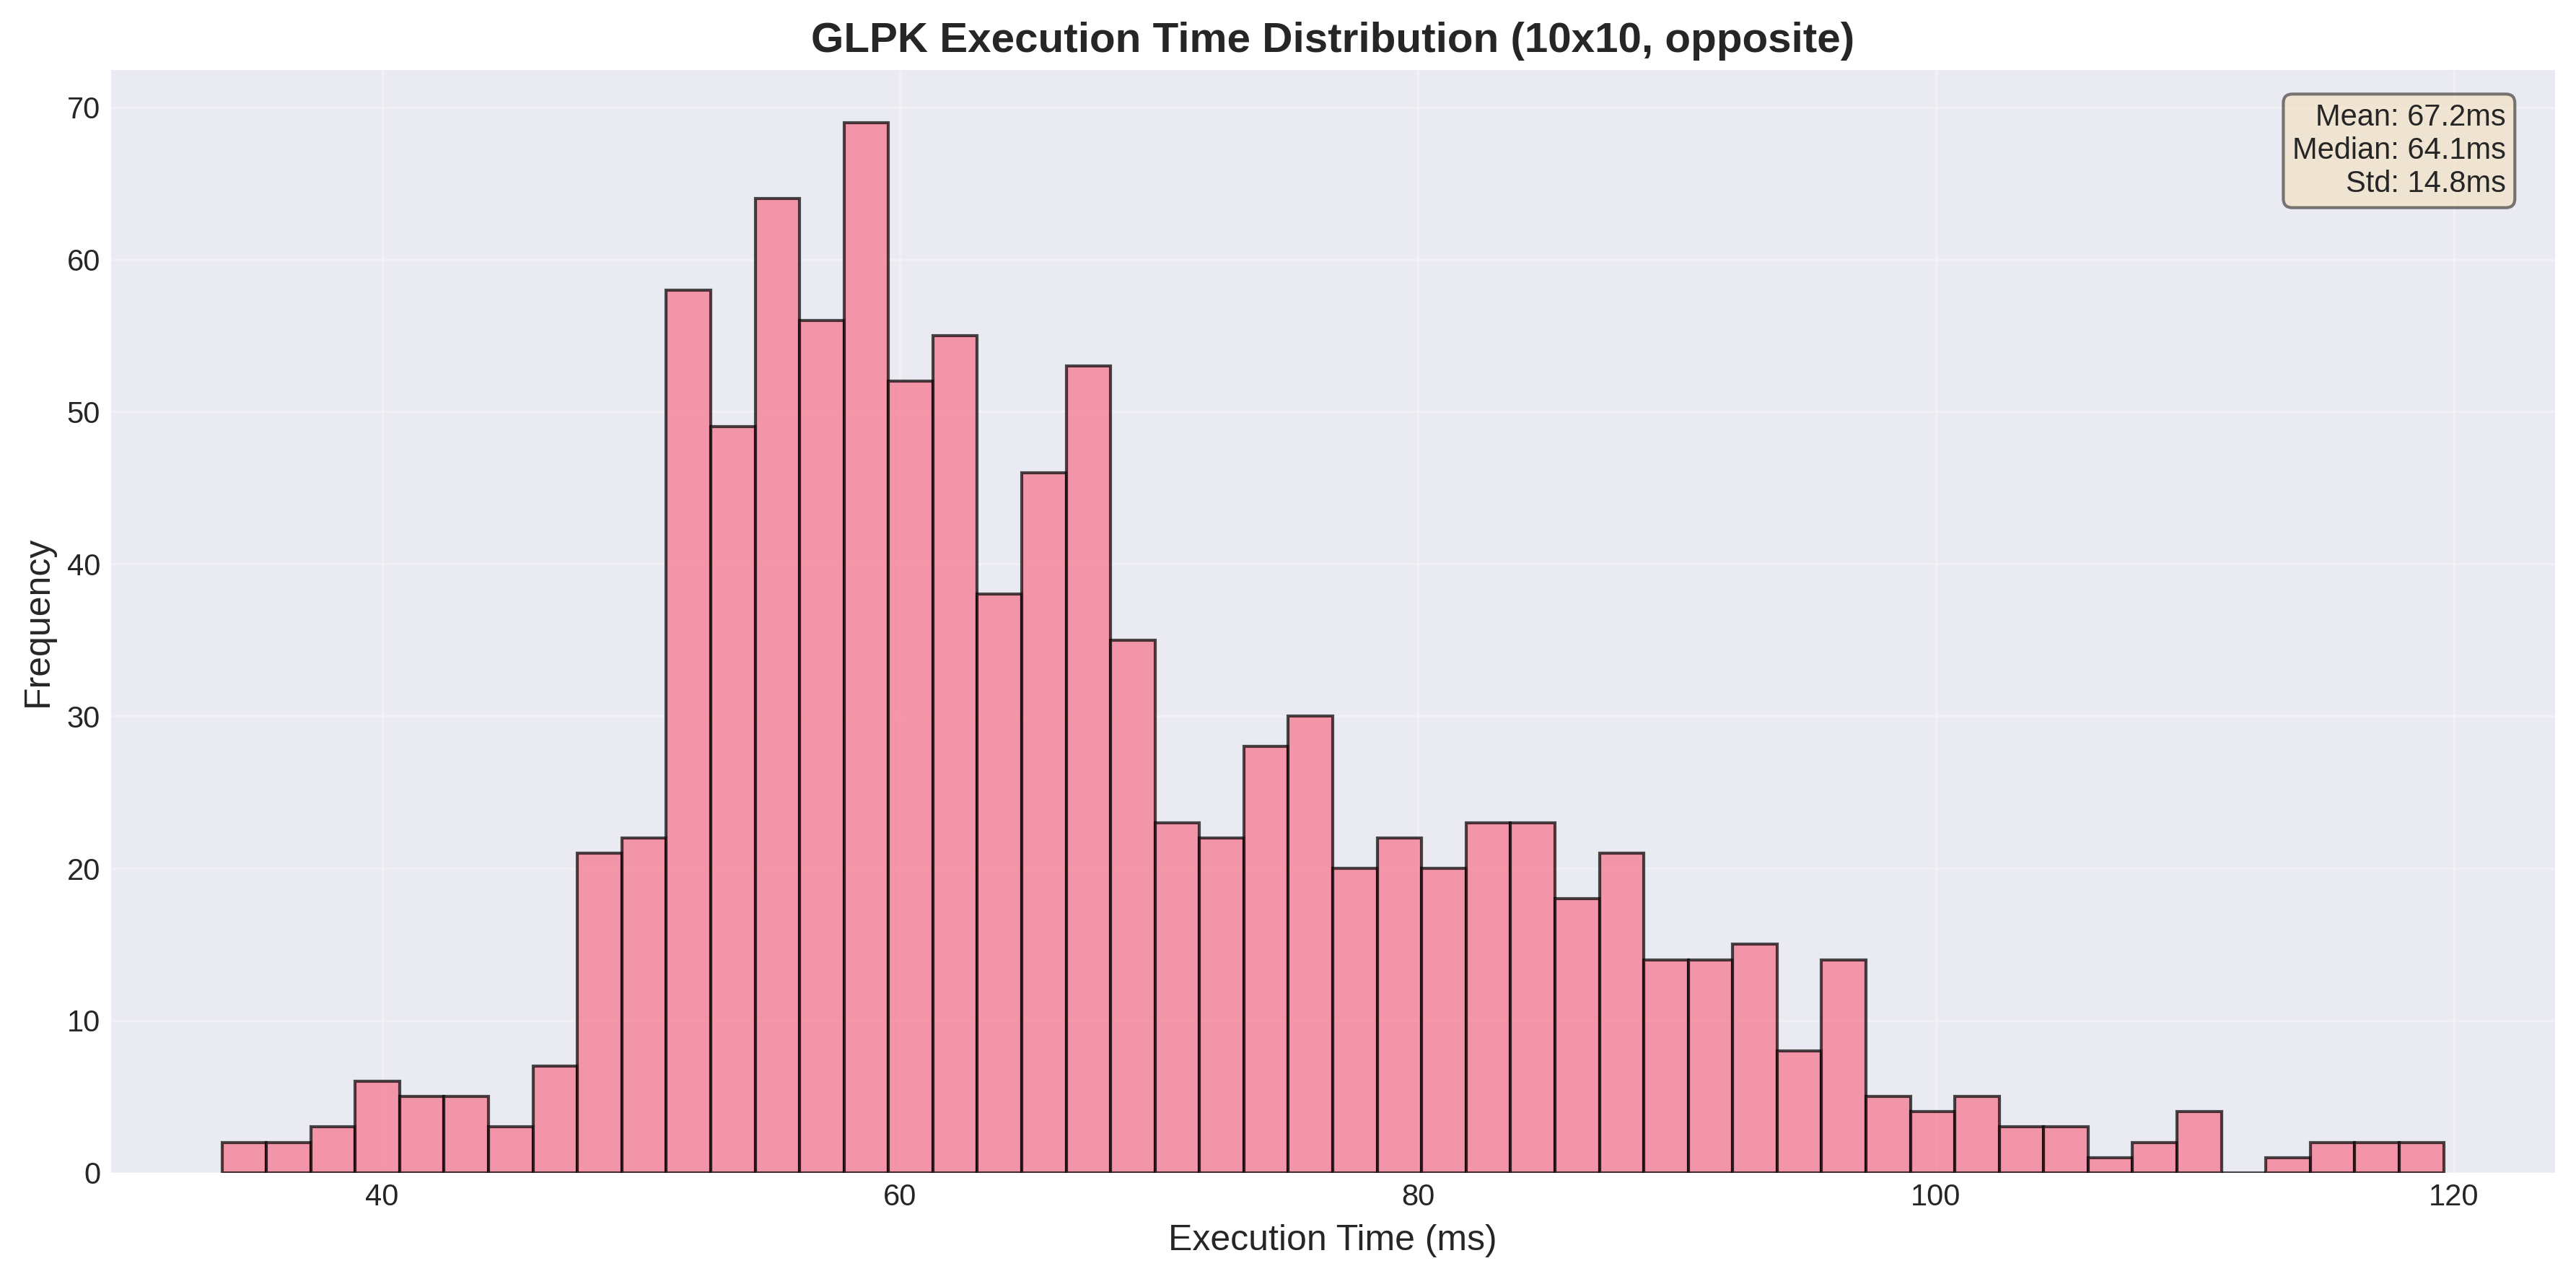 GLPK Execution Time Distribution (10x10, opposite)
Mean: 67.2ms
Median: 64.1ms
Std: 14.8ms
Frequency
70
60
50
40
30
20
10
0
40 60 80 100 120
Execution Time (ms)